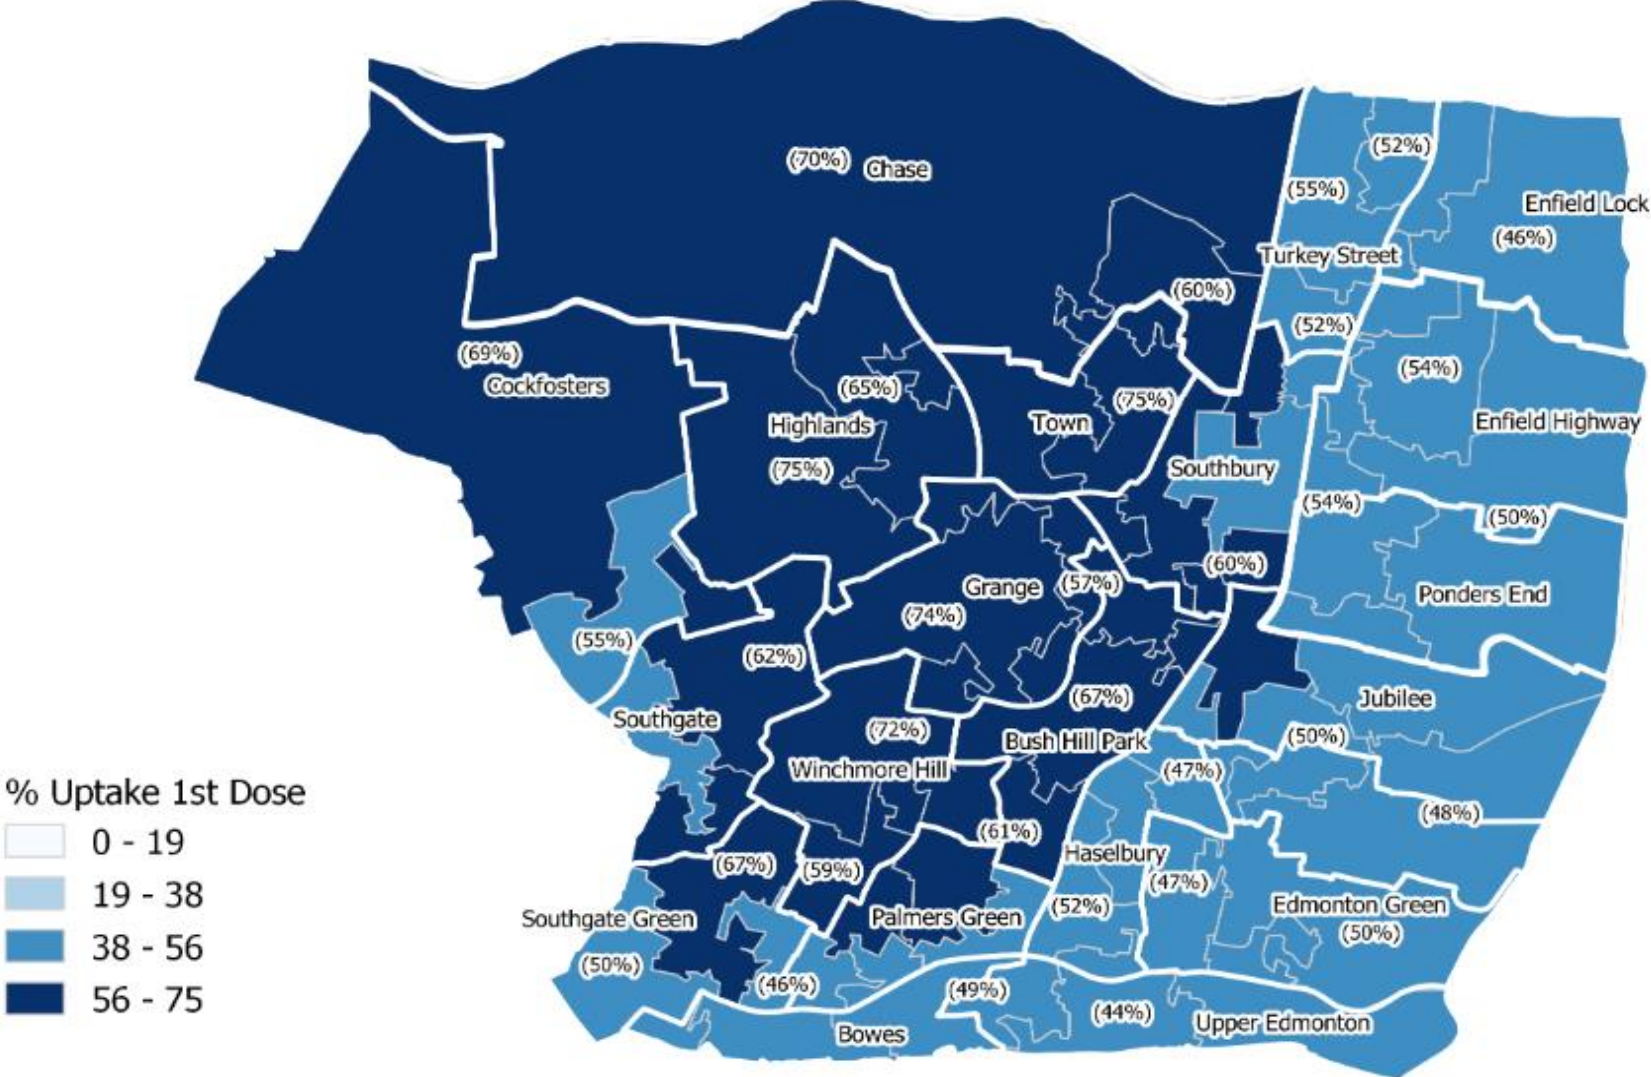 (52%)
(70%) Chase
(55%)
Enfield Lock
(46%)
Turkey Street
(60%)
(52%)
(69%)
Cockfosters
(54%)
(65%)
(75%)
Highlands
Town
Enfield Highway
(75%)
Southbury
(54%)
(50%)
(60%)
Grange
(57%)
Ponders End
(74%)
(55%)
(62%)
(67%)
Jubilee
Southgate
(72%)
(50%)
Bush Hill Park
Winchmore Hill
(47%)
% Uptake 1st Dose
0 - 19
19 - 38
38 - 56
56 - 75
(48%)
(61%)
Haselbury
(67%)
(59%)
(47%)
(52%)
Edmonton Green
(50%)
Southgate Green
Palmers Green
(50%)
(46%)
(49%)
(44%)
Upper Edmonton
Bowes